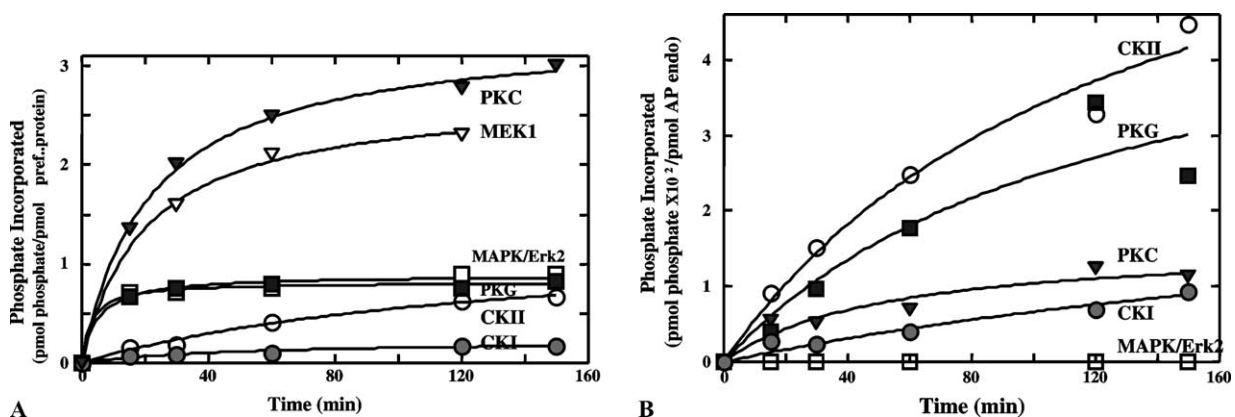 Phosphate Incorporated
(pmol phosphate/pmol pref..protein)
3
2
1
0
PKC
MEK1
MAPK/Erk2
PKG
CKII
CKI
0 40 80 120 160
Time (min)
A
Phosphate Incorporated
(pmol phosphate X10²/pmol AP endo)
4
3
2
1
0
CKII
PKG
PKC
CKI
MAPK/Erk2
0 40 80 120 160
Time (min)
B